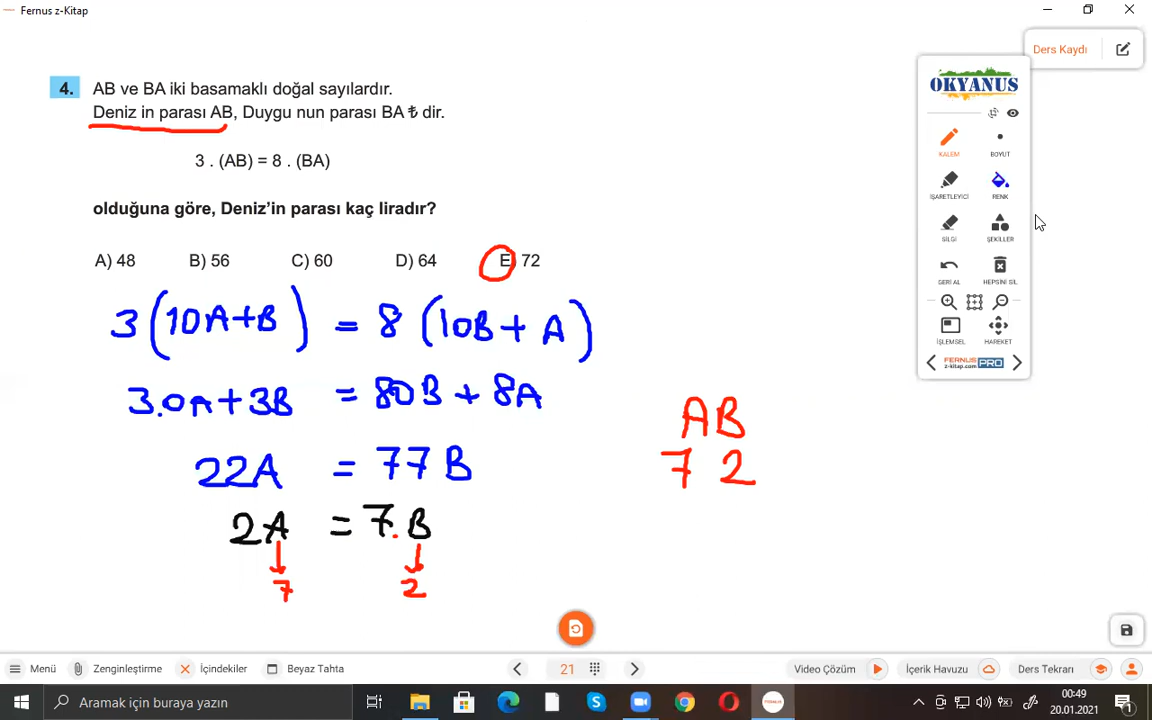 Fernus z-Kitap
Ders Kaydı
4. AB ve BA iki basamaklı doğal sayılardır.
Deniz in parası AB, Duygu nun parası BA ₺ dir.
3 . (AB) = 8 . (BA)
olduğuna göre, Deniz'in parası kaç liradır?
A) 48 B) 56 C) 60 D) 64 E) 72
3(10A+B) = 8(10B+A)
3.0A+3B = 80B+8A
22A = 77B
2A = 7.B
7 2
AB
72
OKYANUS
KALEM BOYUT
İŞARETLEYİCİ RENK
SİLGİ ŞEKİLLER
GERİ AL HEPSİNİ SİL
İŞLEMSEL HAREKET
FERNUS PRO
z-kitap.com
Menü Zenginleştirme İçindekiler Beyaz Tahta 21 Video Çözüm İçerik Havuzu Ders Tekrarı
Aramak için buraya yazın
00:49
20.01.2021
1